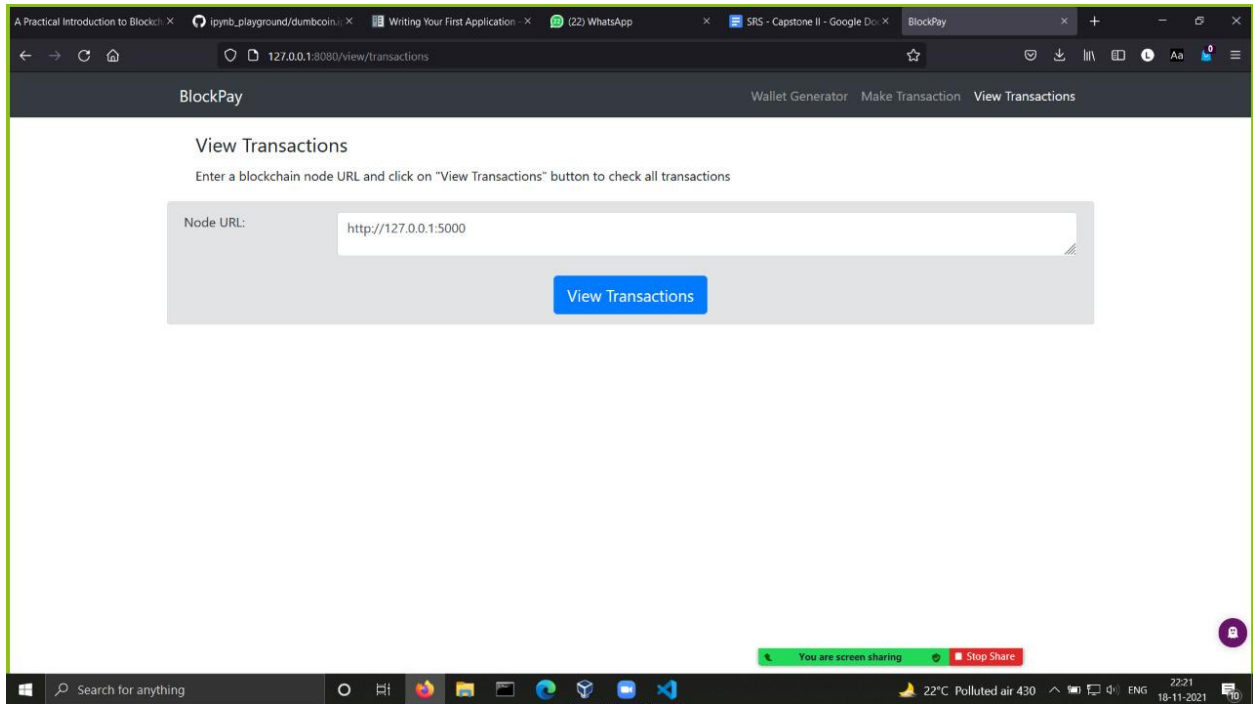 A Practical Introduction to Blockch
ipynb_playground/dumbcoin.i
Writing Your First Application -
(22) WhatsApp
SRS - Capstone II - Google Do
BlockPay
127.0.0.1:8080/view/transactions
BlockPay
Wallet Generator Make Transaction View Transactions
View Transactions
Enter a blockchain node URL and click on "View Transactions" button to check all transactions
Node URL:
http://127.0.0.1:5000
View Transactions
You are screen sharing
Stop Share
Search for anything
22°C Polluted air 430
ENG
22:21
18-11-2021
10